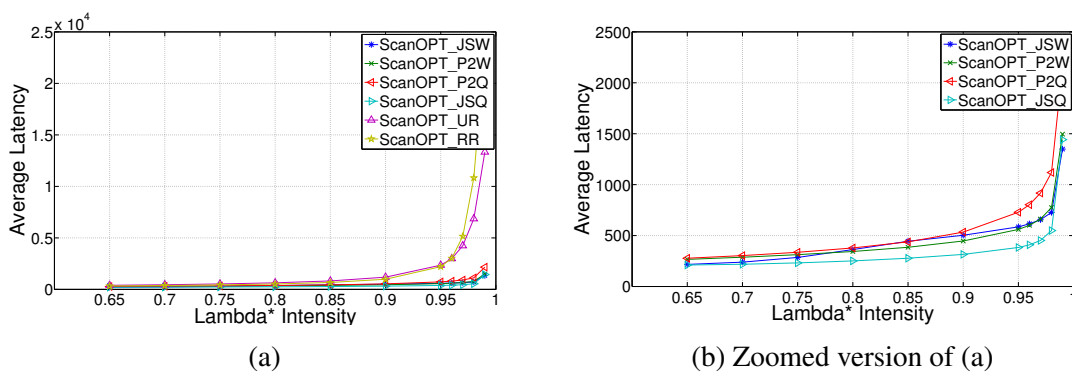 x 10^4
2.5
2
1.5
1
0.5
0
Average Latency
ScanOPT_JSW
ScanOPT_P2W
ScanOPT_P2Q
ScanOPT_JSQ
ScanOPT_UR
ScanOPT_RR
0.65 0.7 0.75 0.8 0.85 0.9 0.95 1
Lambda* Intensity
(a)
2500
2000
1500
1000
500
0
Average Latency
ScanOPT_JSW
ScanOPT_P2W
ScanOPT_P2Q
ScanOPT_JSQ
0.65 0.7 0.75 0.8 0.85 0.9 0.95 1
Lambda* Intensity
(b) Zoomed version of (a)